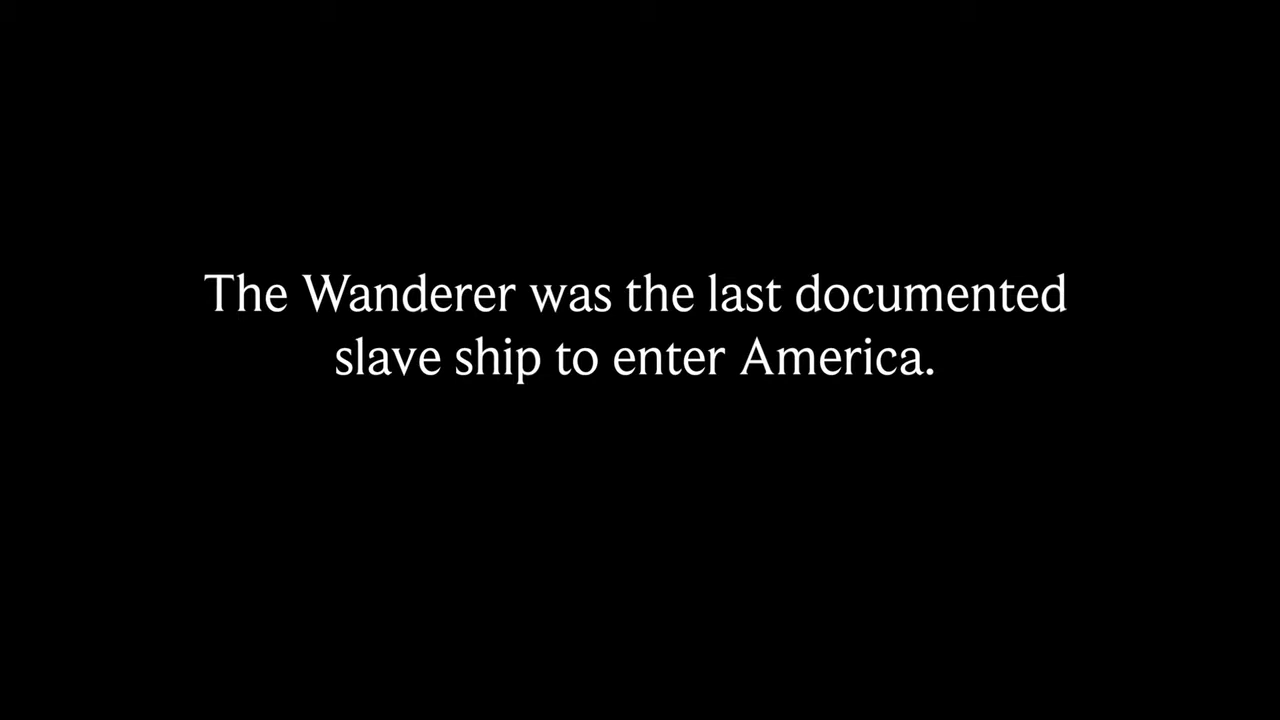 The Wanderer was the last documented
slave ship to enter America.